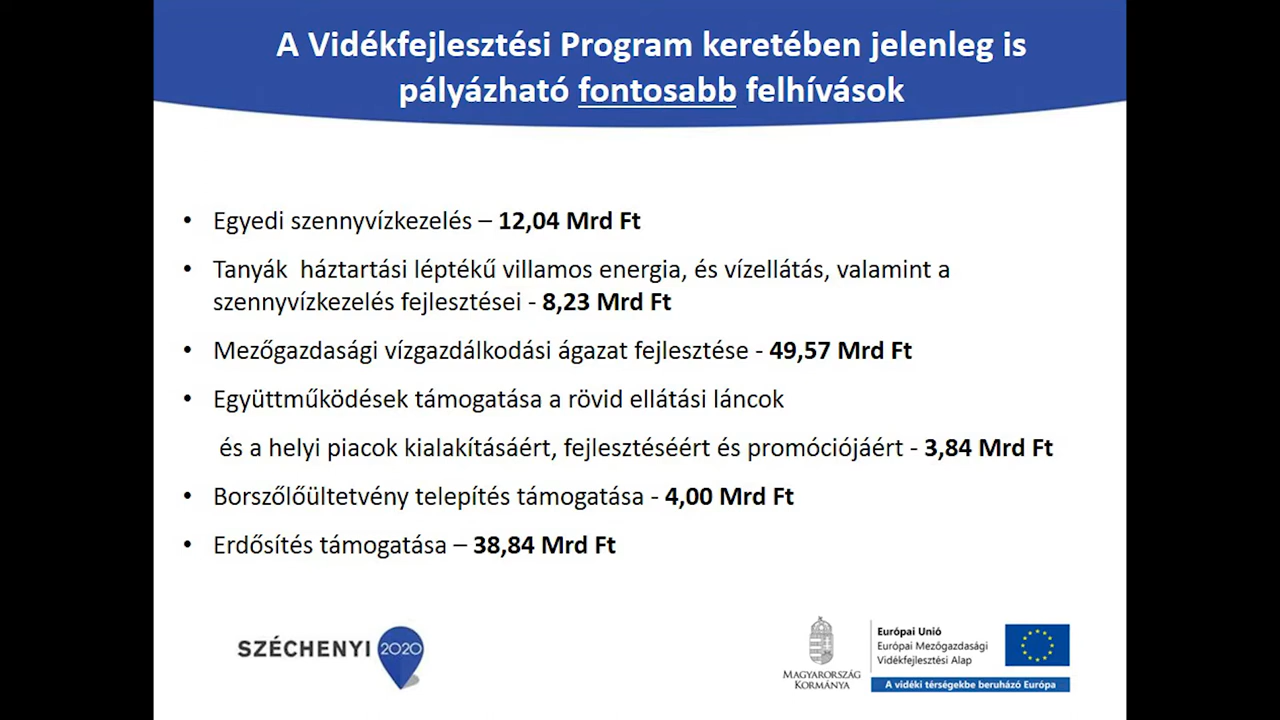 A Vidékfejlesztési Program keretében jelenleg is
pályázható fontosabb felhívások
• Egyedi szennyvízkezelés – 12,04 Mrd Ft
• Tanyák  háztartási léptékű villamos energia, és vízellátás, valamint a
szennyvízkezelés fejlesztései - 8,23 Mrd Ft
• Mezőgazdasági vízgazdálkodási ágazat fejlesztése - 49,57 Mrd Ft
• Együttműködések támogatása a rövid ellátási láncok
és a helyi piacok kialakításáért, fejlesztéséért és promóciójáért - 3,84 Mrd Ft
• Borszőlőültetvény telepítés támogatása - 4,00 Mrd Ft
• Erdősítés támogatása – 38,84 Mrd Ft
SZÉCHENYI 2020
MAGYARORSZÁG
KORMÁNYA
Európai Unió
Európai Mezőgazdasági
Vidékfejlesztési Alap
A vidéki térségekbe beruházó Európa